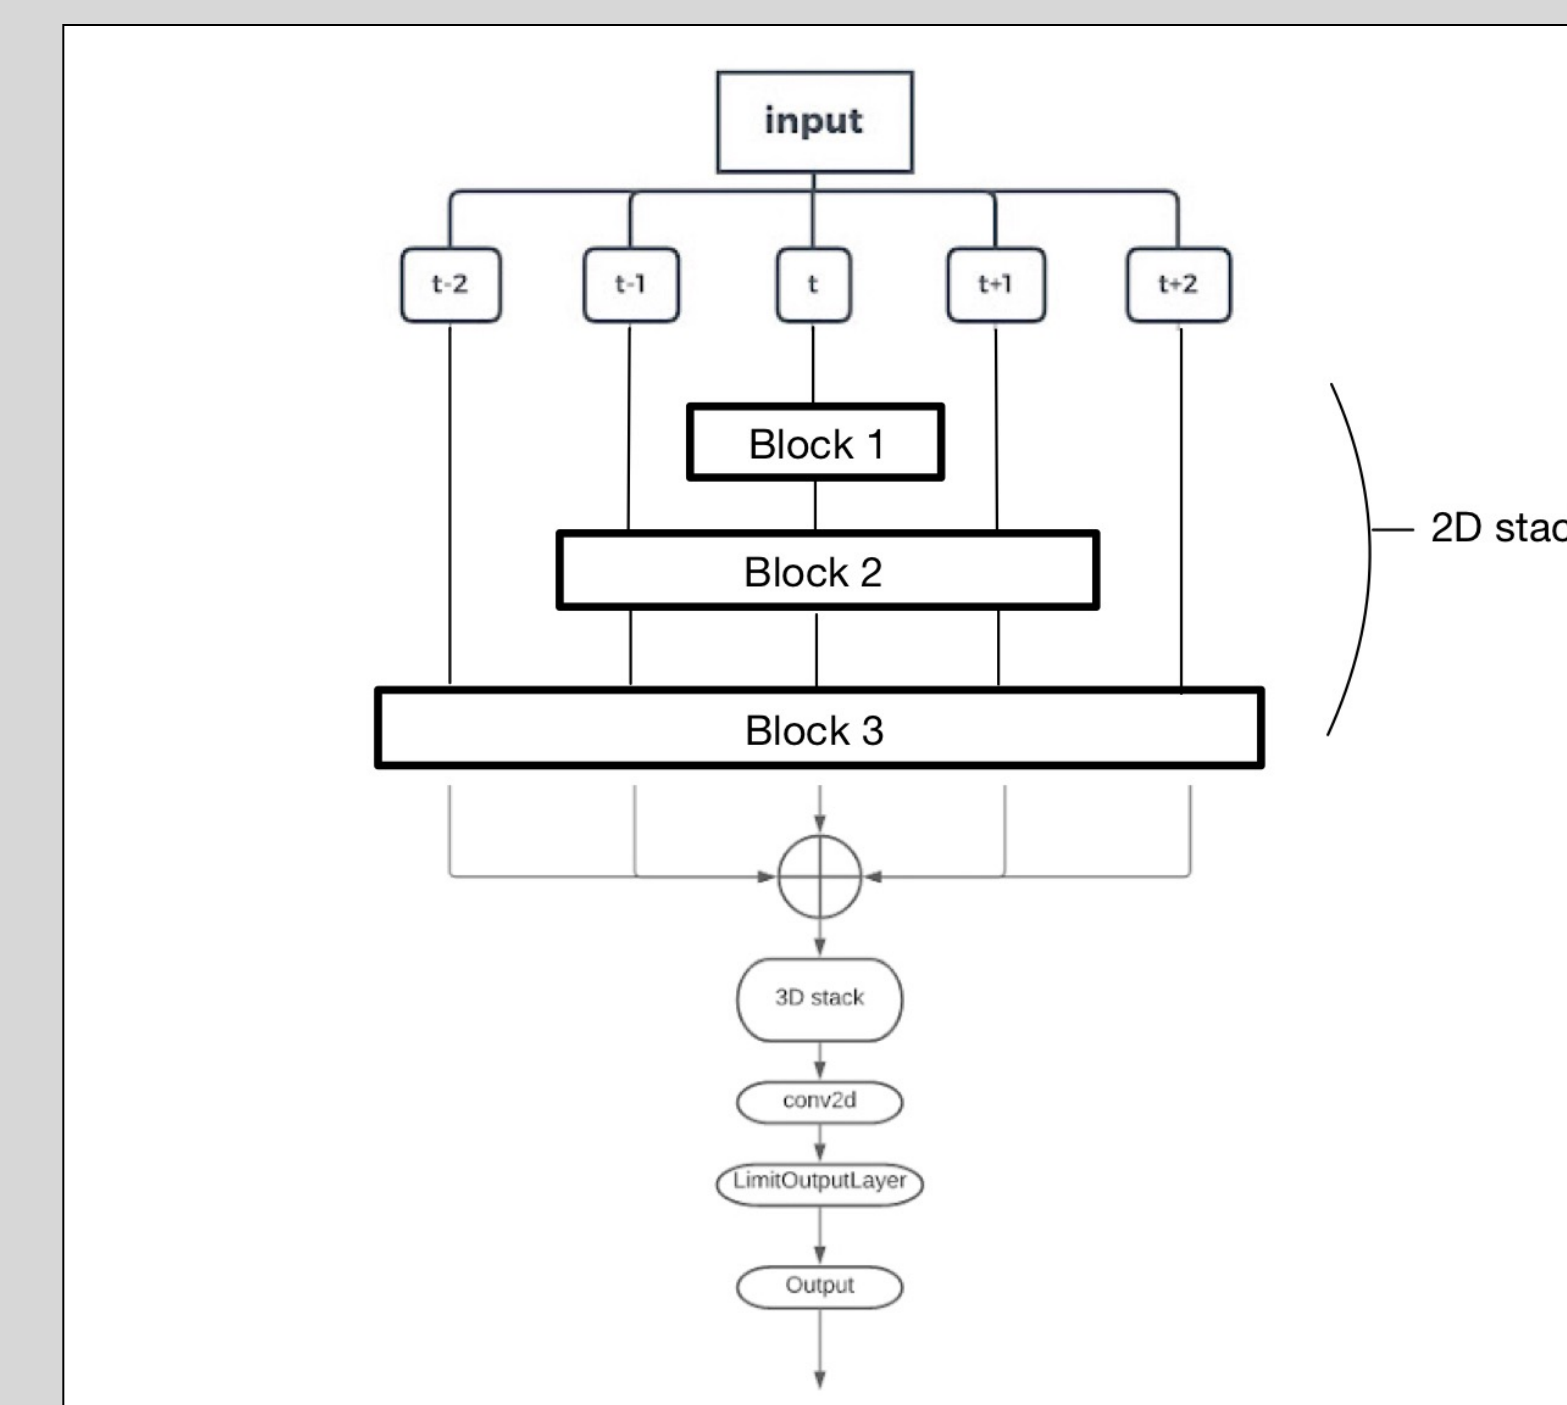 input
t-2
t-1
t
t+1
t+2
Block 1
Block 2
2D stac
Block 3
3D stack
conv2d
LimitOutputLayer
Output